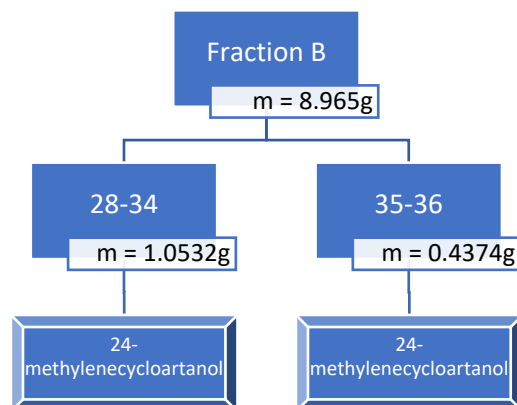 Fraction B
m = 8.965g
28-34
m = 1.0532g
35-36
m = 0.4374g
24-
methylenecycloartanol
24-
methylenecycloartanol